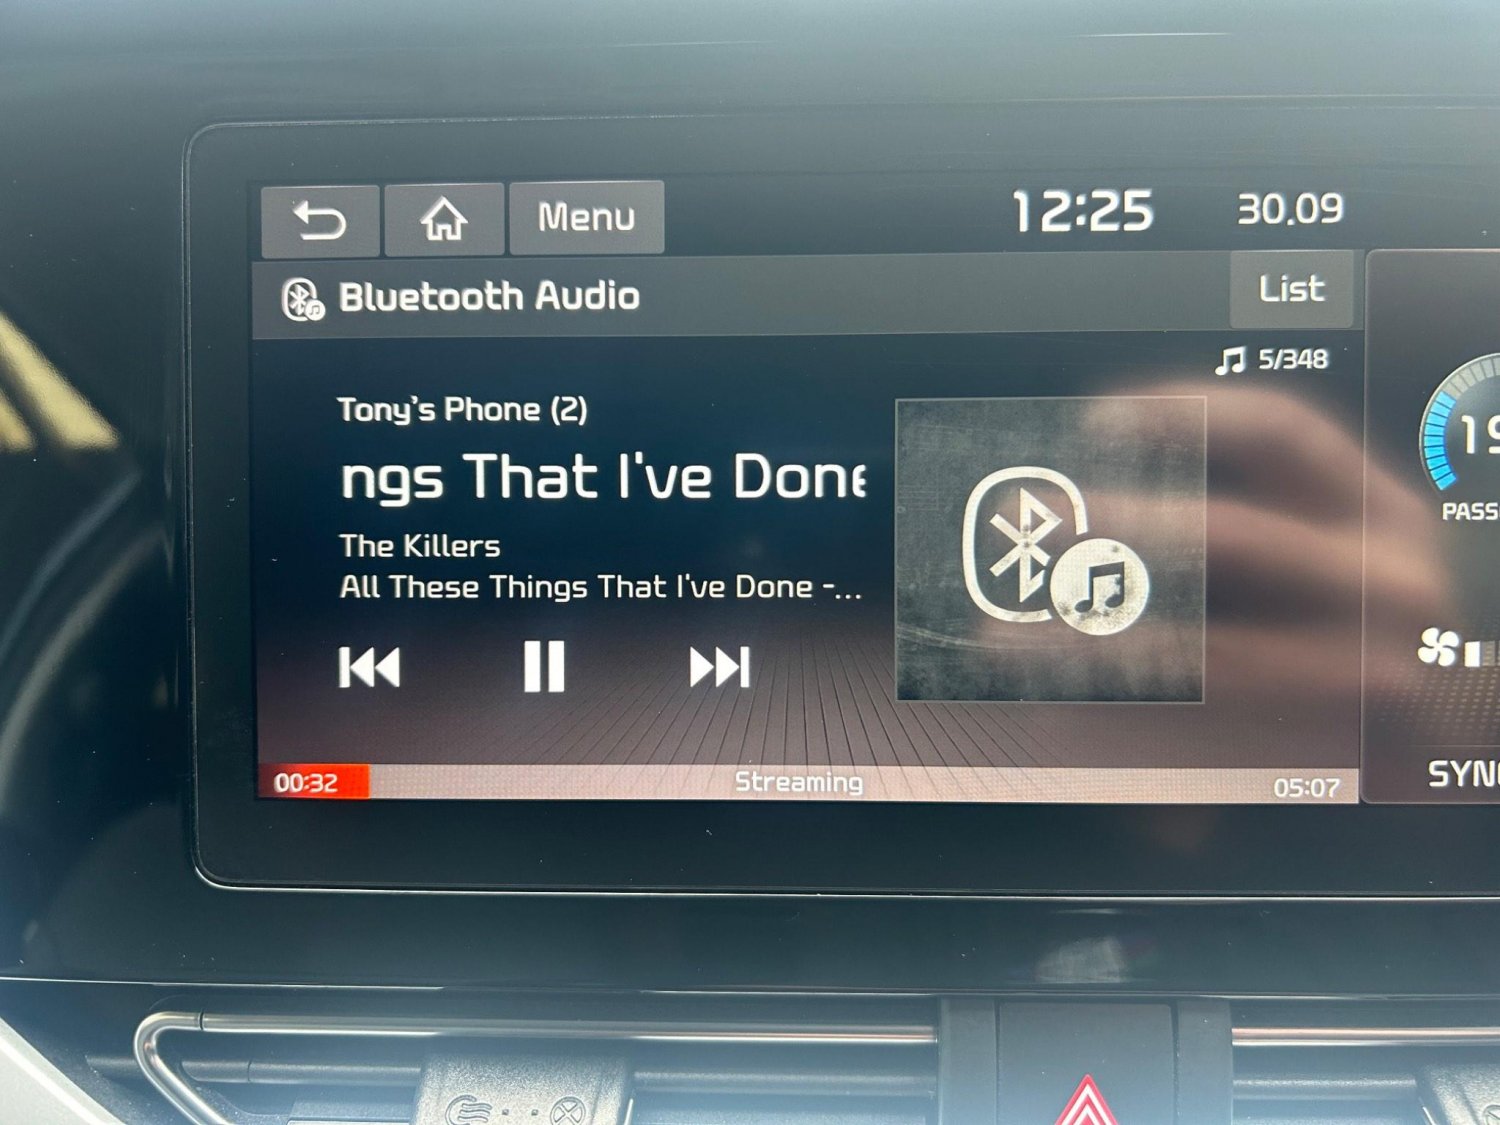 Menu
12:25
30.09
Bluetooth Audio
List
5/348
Tony's Phone (2)
ngs That I've Done
The Killers
All These Things That I've Done -...
PASS
SYN
00:32
Streaming
05:07